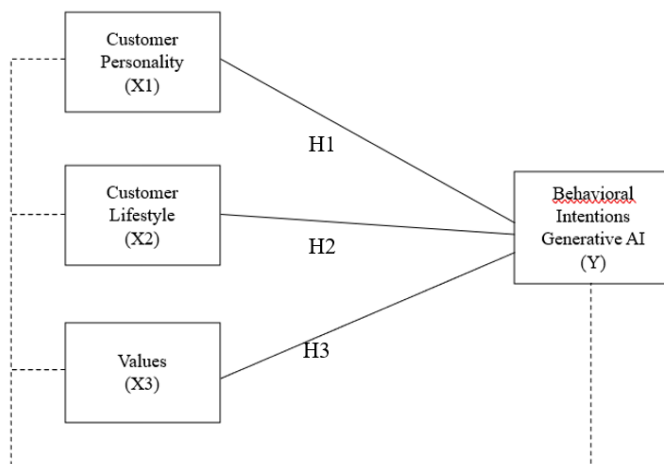 Customer
Personality
(X1)
H1
Customer
Lifestyle
(X2)
H2
Behavioral
Intentions
Generative AI
(Y)
Values
(X3)
H3